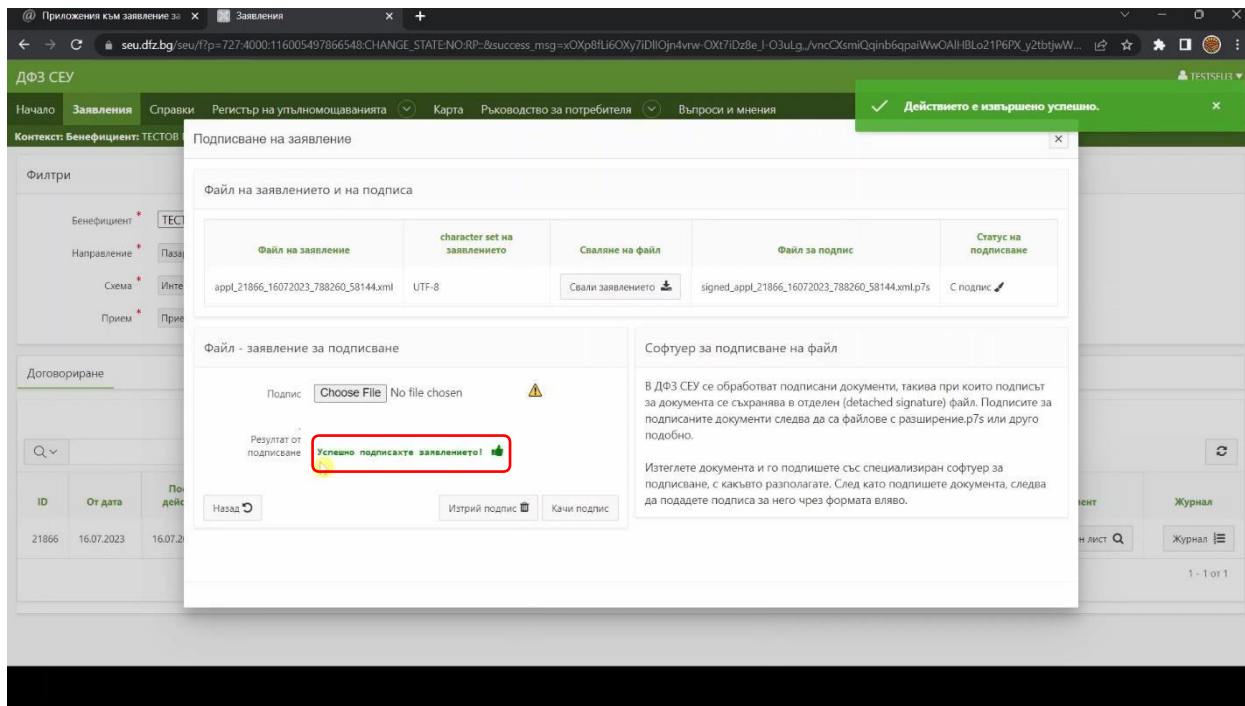 Приложения към заявление за
Заявления
seu.dfz.bg/seu/f?p=727:4000:116005497866548:CHANGE_STATE:NO:RP::&success_msg=
ДФЗ СЕУ
TESTSEU3
Начало Заявления Справки Регистър на упълномощаванията Карта Ръководство за потребителя Въпроси и мнения
Действието е извършено успешно.
Контекст: Бенефициент: ТЕСТОВ
Подписване на заявление
Филтри
Бенефициент *
ТЕСТ
Направление *
Паза
Схема *
Инте
Прием *
Прие
Файл на заявлението и на подписа
Файл на заявление
character set на заявлението
Сваляне на файл
Файл за подпис
Статус на подписване
appl_21866_16072023_788260_58144.xml UTF-8 Свали заявлението signed_appl_21866_16072023_788260_58144.xml.p7s С подпис
Файл - заявление за подписване
Подпис Choose File No file chosen
Резултат от
подписване
Успешно подписахте заявлението!
Назад Изтрий подпис Качи подпис
Софтуер за подписване на файл
В ДФЗ СЕУ се обработват подписани документи, такива при които подписът
за документа се съхранява в отделен (detached signature) файл. Подписите за
подписаните документи следва да са файлове с разширение.p7s или друго
подобно.
Изтеглете документа и го подпишете със специализиран софтуер за
подписване, с какъвто разполагате. След като подпишете документа, следва
да подадете подписа за него чрез формата вляво.
Договориране
ID От дата
По
дейс
ент
Журнал
21866 16.07.2023 16.07.2
н лист Журнал
1 - 1 от 1